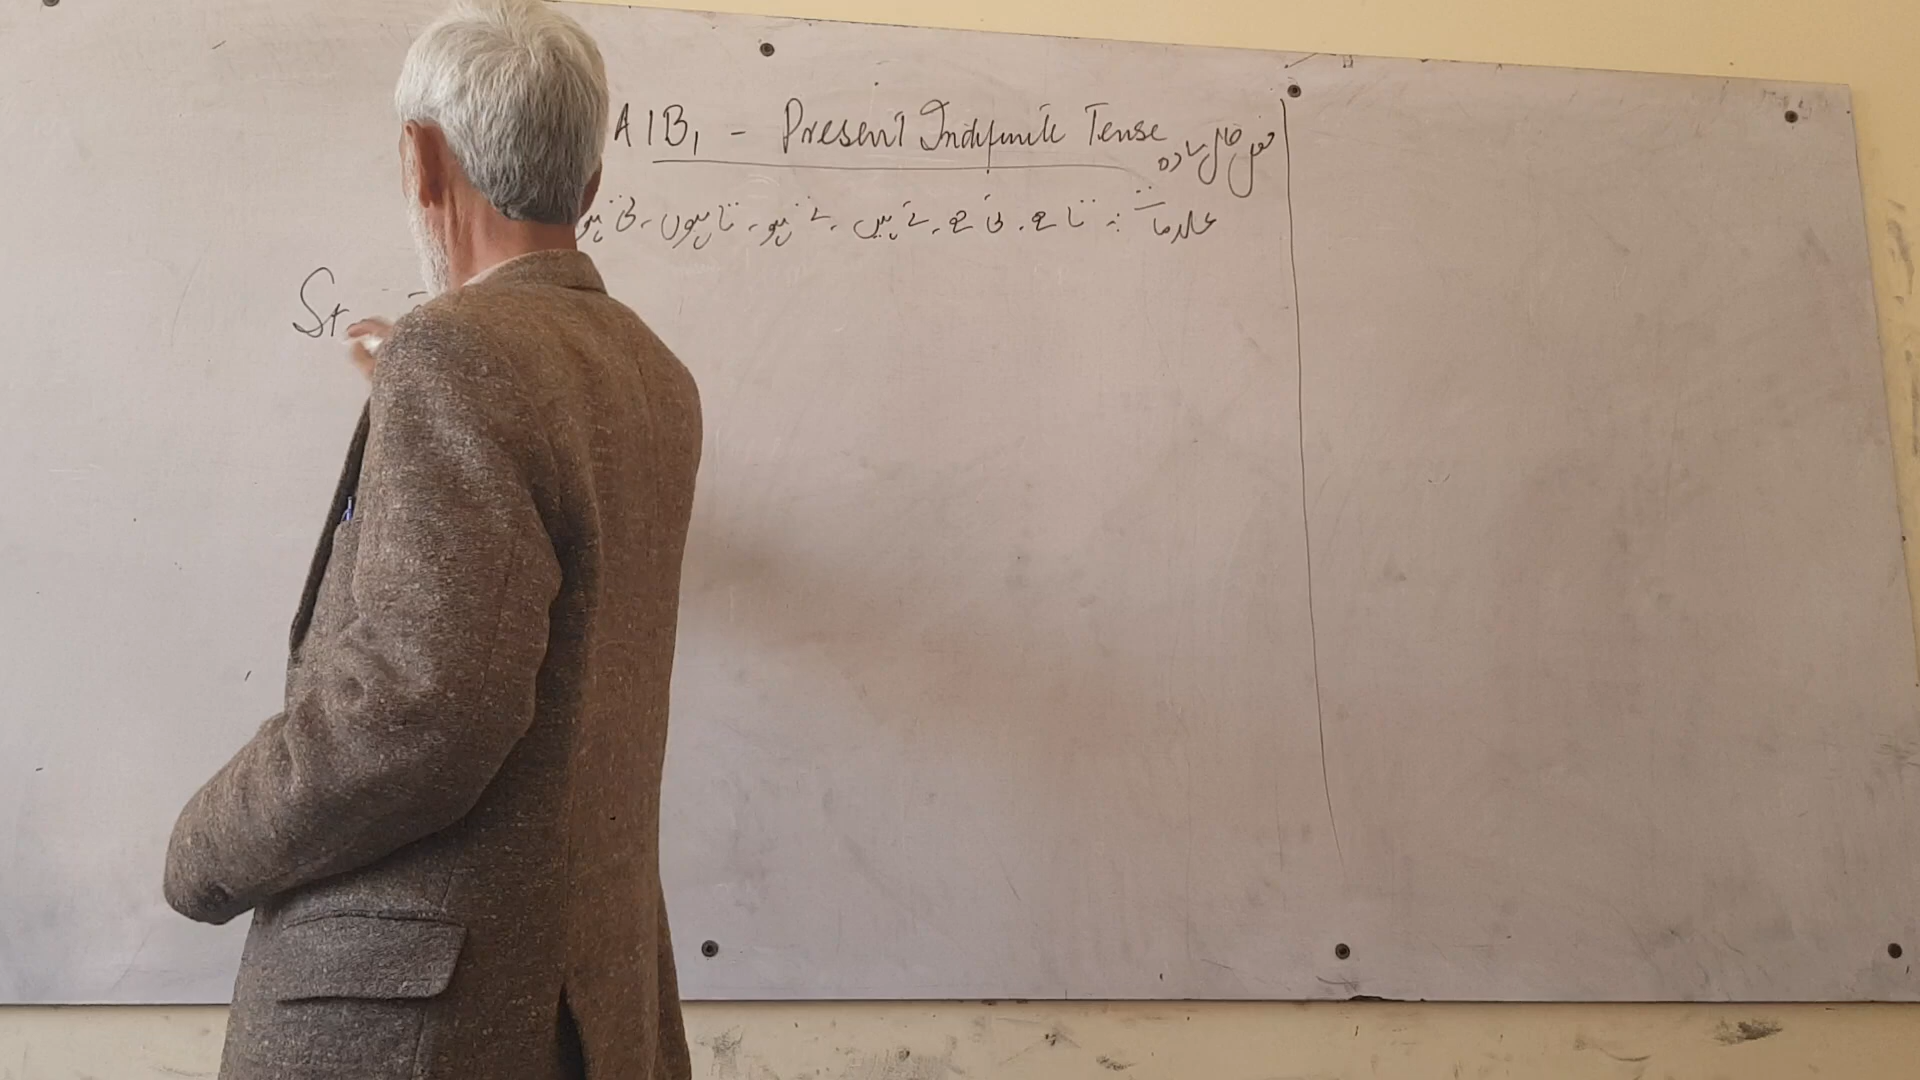 A1B1 - Present Indefinite Tense فعل حال سادہ
علامات :- تا ہے ۔ تی ہے ۔ تے ہیں ۔ تے ہو ۔ تا ہوں ۔ تی ہو
St